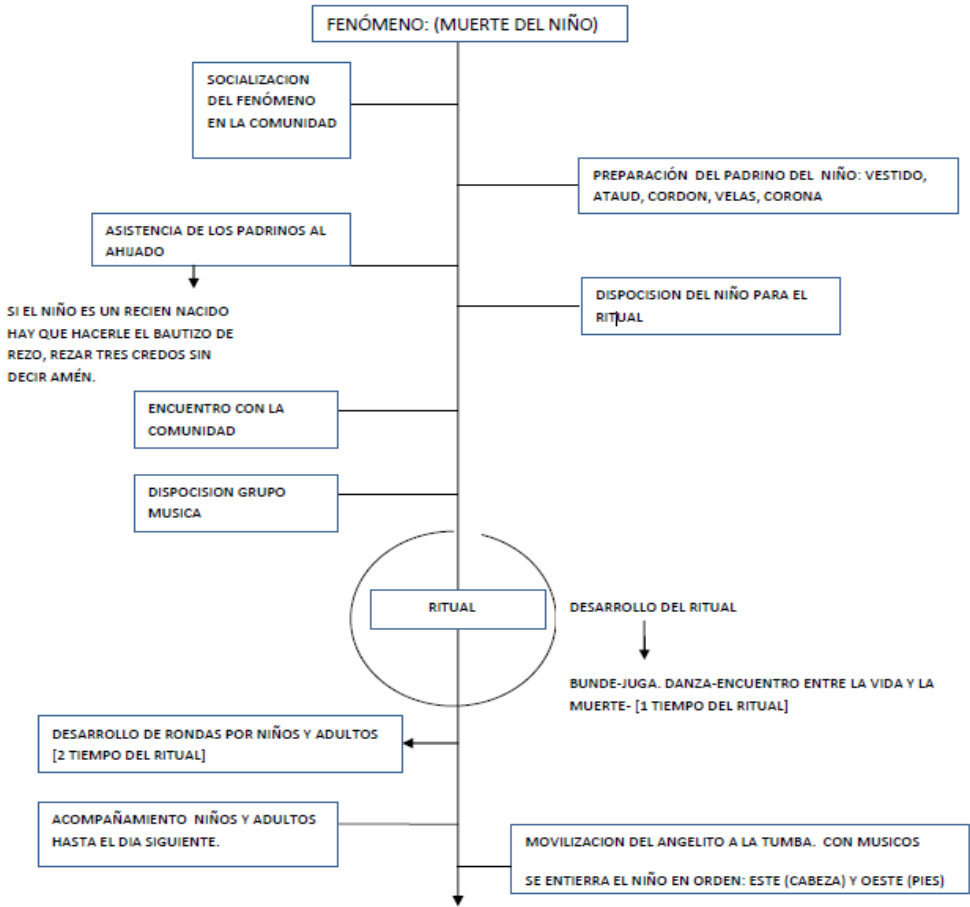 FENÓMENO: (MUERTE DEL NIÑO)
SOCIALIZACION
DEL FENÓMENO
EN LA COMUNIDAD
PREPARACIÓN DEL PADRINO DEL NIÑO: VESTIDO,
ATAUD, CORDON, VELAS, CORONA
ASISTENCIA DE LOS PADRINOS AL
AHIJADO
SI EL NIÑO ES UN RECIEN NACIDO
HAY QUE HACERLE EL BAUTIZO DE
REZO, REZAR TRES CREDOS SIN
DECIR AMÉN.
DISPOCISION DEL NIÑO PARA EL
RITUAL
ENCUENTRO CON LA
COMUNIDAD
DISPOCISION GRUPO
MUSICA
RITUAL
DESARROLLO DEL RITUAL
BUNDE-JUGA. DANZA-ENCUENTRO ENTRE LA VIDA Y LA
MUERTE- [1 TIEMPO DEL RITUAL]
DESARROLLO DE RONDAS POR NIÑOS Y ADULTOS
[2 TIEMPO DEL RITUAL]
ACOMPAÑAMIENTO NIÑOS Y ADULTOS
HASTA EL DIA SIGUIENTE.
MOVILIZACION DEL ANGELITO A LA TUMBA. CON MUSICOS
SE ENTIERRA EL NIÑO EN ORDEN: ESTE (CABEZA) Y OESTE (PIES)